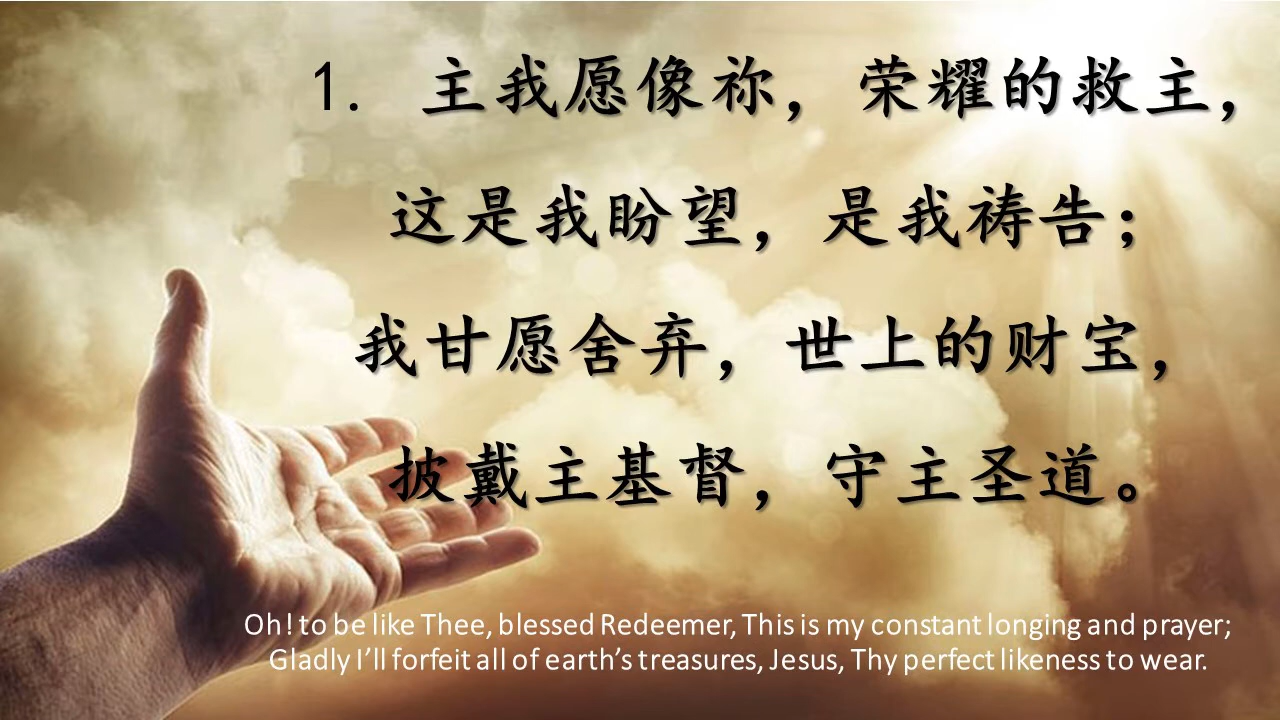 1. 主我愿像祢，荣耀的救主，
这是我盼望，是我祷告；
我甘愿舍弃，世上的财宝，
披戴主基督，守主圣道。
Oh! to be like Thee, blessed Redeemer, This is my constant longing and prayer;
Gladly I’ll forfeit all of earth’s treasures, Jesus, Thy perfect likeness to wear.